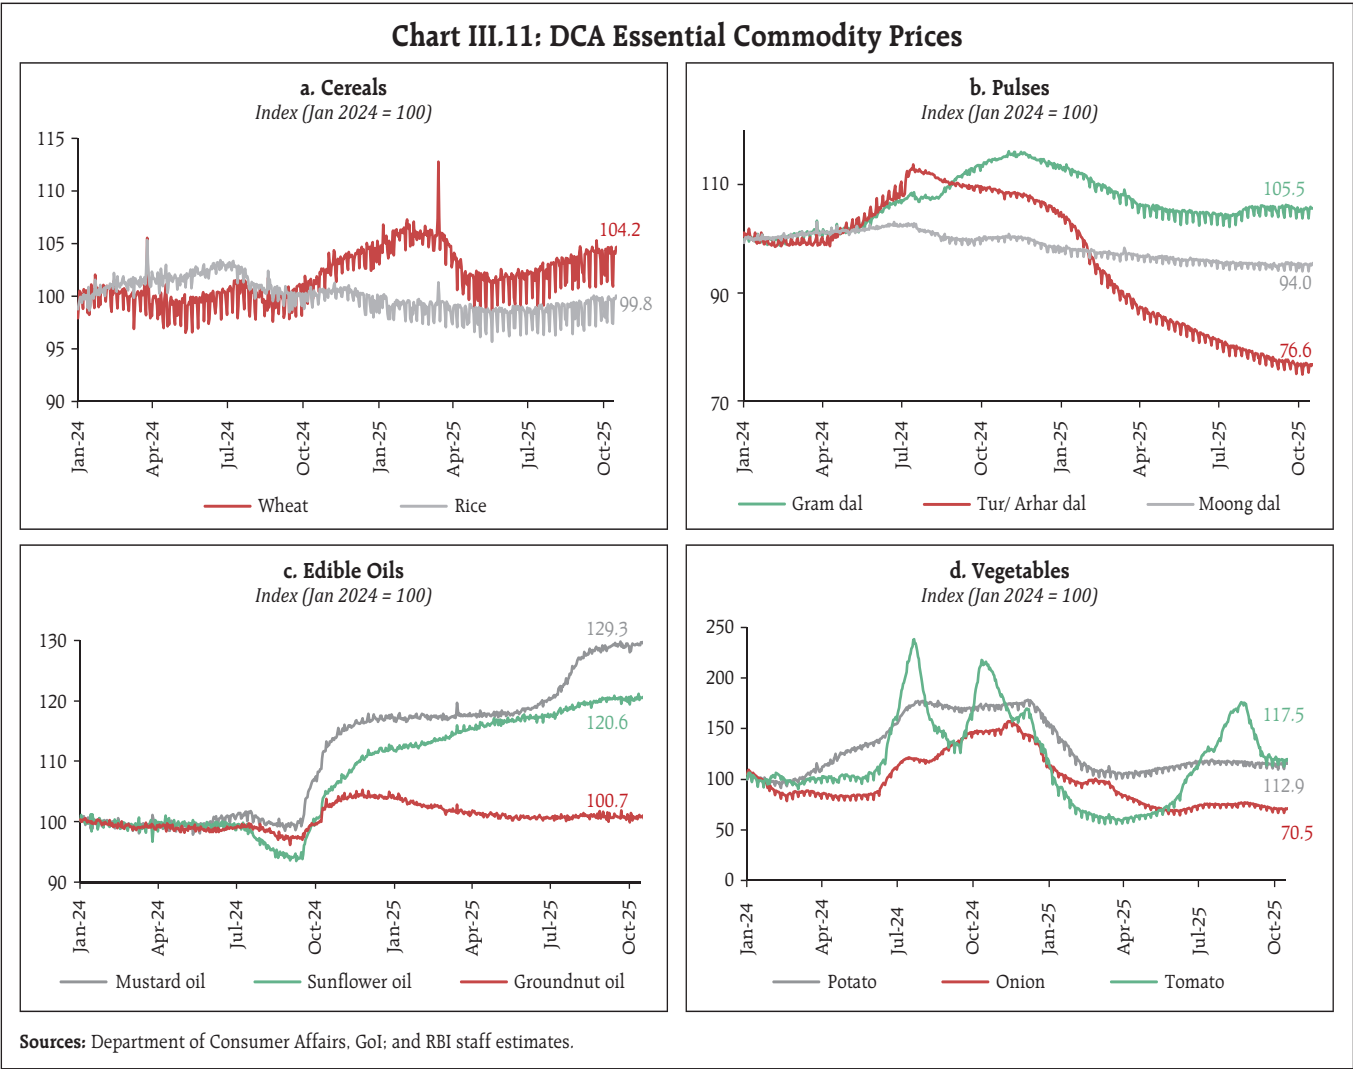 Chart III.11: DCA Essential Commodity Prices
a. Cereals
Index (Jan 2024 = 100)
115
110
105
100
95
90
104.2
99.8
Jan-24
Apr-24
Jul-24
Oct-24
Jan-25
Apr-25
Jul-25
Oct-25
Wheat
Rice
b. Pulses
Index (Jan 2024 = 100)
110
90
70
105.5
94.0
76.6
Jan-24
Apr-24
Jul-24
Oct-24
Jan-25
Apr-25
Jul-25
Oct-25
Gram dal
Tur/ Arhar dal
Moong dal
c. Edible Oils
Index (Jan 2024 = 100)
130
120
110
100
90
129.3
120.6
100.7
Jan-24
Apr-24
Jul-24
Oct-24
Jan-25
Apr-25
Jul-25
Oct-25
Mustard oil
Sunflower oil
Groundnut oil
d. Vegetables
Index (Jan 2024 = 100)
250
200
150
100
50
0
117.5
112.9
70.5
Jan-24
Apr-24
Jul-24
Oct-24
Jan-25
Apr-25
Jul-25
Oct-25
Potato
Onion
Tomato
Sources: Department of Consumer Affairs, GoI; and RBI staff estimates.